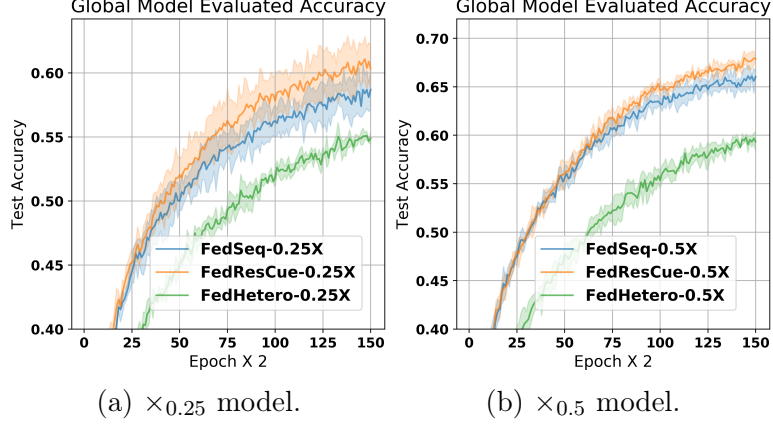 Global Model Evaluated Accuracy
Test Accuracy
0.60
0.55
0.50
0.45
0.40
FedSeq-0.25X
FedResCue-0.25X
FedHetero-0.25X
0 25 50 75 100 125 150
Epoch X 2
(a) ×0.25 model.
Global Model Evaluated Accuracy
Test Accuracy
0.70
0.65
0.60
0.55
0.50
0.45
0.40
FedSeq-0.5X
FedResCue-0.5X
FedHetero-0.5X
0 25 50 75 100 125 150
Epoch X 2
(b) ×0.5 model.